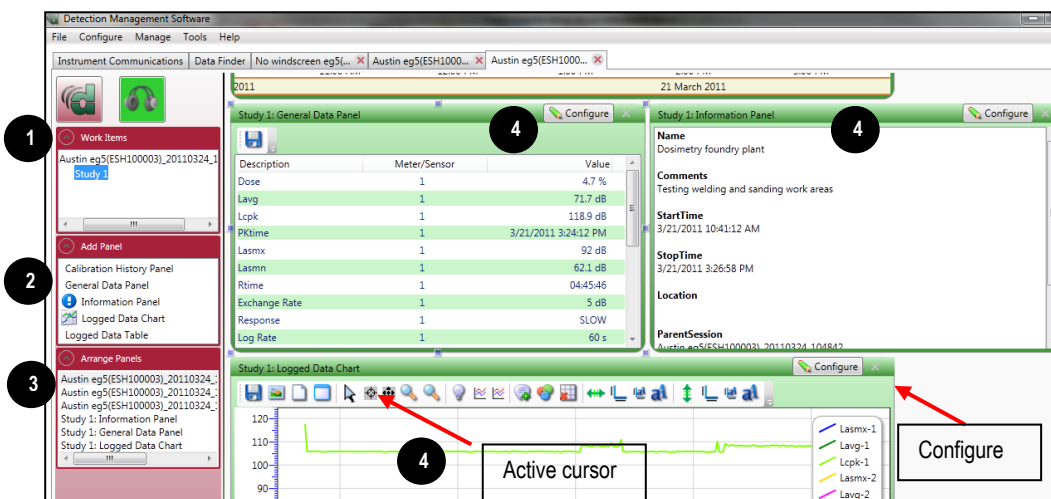 Detection Management Software
File Configure Manage Tools Help
Instrument Communications Data Finder No windscreen eg5(... Austin eg5(ESH1000... Austin eg5(ESH1000...
2011 21 March 2011
1
Work Items
Austin eg5(ESH100003)_20110324_1
Study 1
2
Add Panel
Calibration History Panel
General Data Panel
Information Panel
Logged Data Chart
Logged Data Table
3
Arrange Panels
Austin eg5(ESH100003)_20110324_
Austin eg5(ESH100003)_20110324_
Austin eg5(ESH100003)_20110324_
Study 1: Information Panel
Study 1: General Data Panel
Study 1: Logged Data Chart
Study 1: General Data Panel 4 Configure
Description Meter/Sensor Value
Dose 1 4.7 %
Lavg 1 71.7 dB
Lcpk 1 118.9 dB
PKtime 1 3/21/2011 3:24:12 PM
Lasmx 1 92 dB
Lasmn 1 62.1 dB
Rtime 1 04:45:46
Exchange Rate 1 5 dB
Response 1 SLOW
Log Rate 1 60 s
Study 1: Information Panel 4 Configure
Name
Dosimetry foundry plant
Comments
Testing welding and sanding work areas
StartTime
3/21/2011 10:41:12 AM
StopTime
3/21/2011 3:26:58 PM
Location
ParentSession
Austin eg5(ESH100003)_20110324_104842
Study 1: Logged Data Chart Configure
120
110
100
90
4
Active cursor
Lasmx-1
Lavg-1
Lcpk-1
Lasmx-2
Lavg-2
Configure